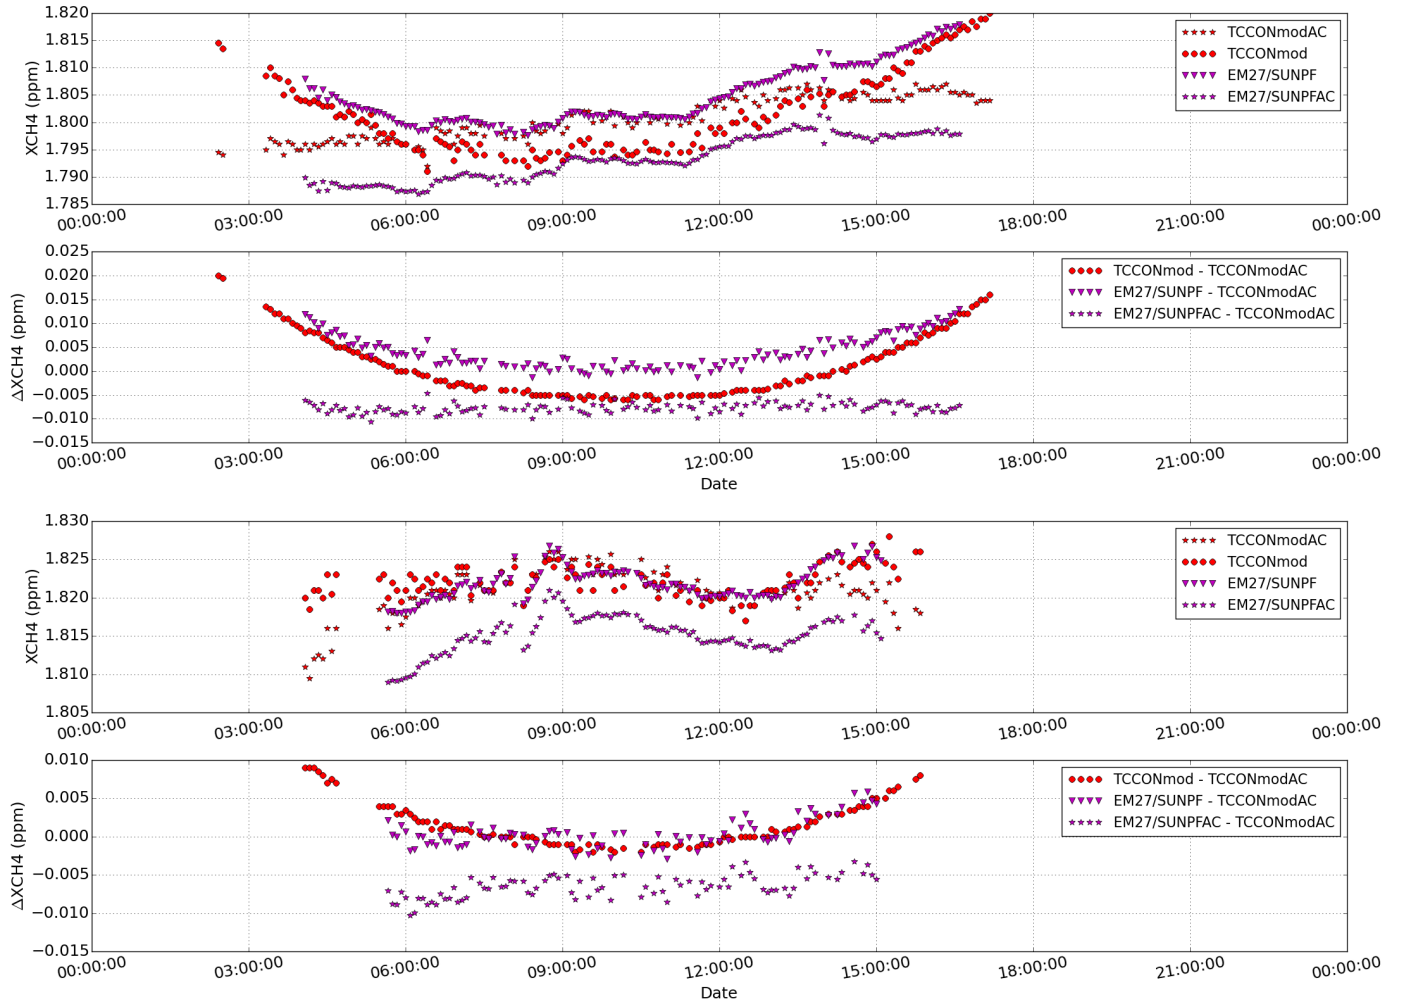 1.820
1.815
1.810
1.805
1.800
1.795
1.790
1.785
XCH4 (ppm)
TCCONmodAC
TCCONmod
EM27/SUNPF
EM27/SUNPFAC
00:00:00 03:00:00 06:00:00 09:00:00 12:00:00 15:00:00 18:00:00 21:00:00 00:00:00
0.025
0.020
0.015
0.010
0.005
0.000
−0.005
−0.010
−0.015
ΔXCH4 (ppm)
TCCONmod - TCCONmodAC
EM27/SUNPF - TCCONmodAC
EM27/SUNPFAC - TCCONmodAC
00:00:00 03:00:00 06:00:00 09:00:00 12:00:00 15:00:00 18:00:00 21:00:00 00:00:00
Date
1.830
1.825
1.820
1.815
1.810
1.805
XCH4 (ppm)
TCCONmodAC
TCCONmod
EM27/SUNPF
EM27/SUNPFAC
00:00:00 03:00:00 06:00:00 09:00:00 12:00:00 15:00:00 18:00:00 21:00:00 00:00:00
0.010
0.005
0.000
−0.005
−0.010
−0.015
ΔXCH4 (ppm)
TCCONmod - TCCONmodAC
EM27/SUNPF - TCCONmodAC
EM27/SUNPFAC - TCCONmodAC
00:00:00 03:00:00 06:00:00 09:00:00 12:00:00 15:00:00 18:00:00 21:00:00 00:00:00
Date